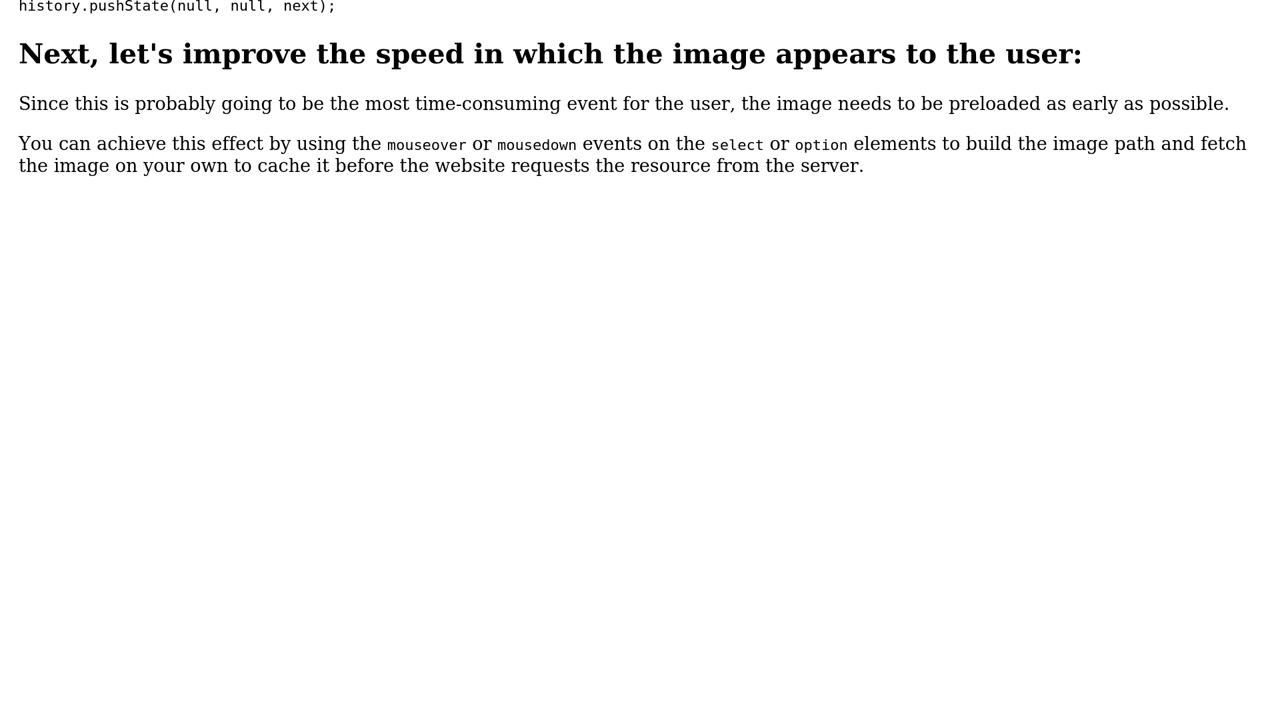 history.pushState(null, null, next);
Next, let's improve the speed in which the image appears to the user:
Since this is probably going to be the most time-consuming event for the user, the image needs to be preloaded as early as possible.
You can achieve this effect by using the mouseover or mousedown events on the select or option elements to build the image path and fetch
the image on your own to cache it before the website requests the resource from the server.